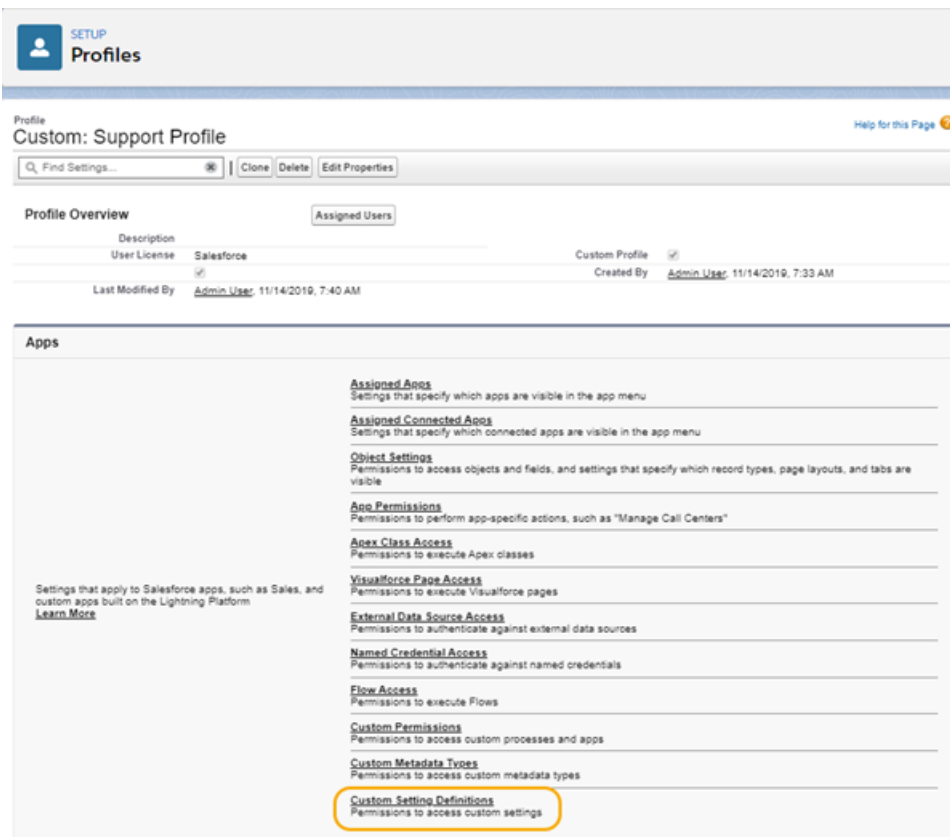 SETUP
Profiles
Profile
Custom: Support Profile
Help for this Page
Find Settings...
Clone
Delete
Edit Properties
Profile Overview
Assigned Users
Description
User License Salesforce
Custom Profile
Created By Admin User, 11/14/2019, 7:33 AM
Last Modified By Admin User, 11/14/2019, 7:40 AM
Apps
Settings that apply to Salesforce apps, such as Sales, and
custom apps built on the Lightning Platform
Learn More
Assigned Apps
Settings that specify which apps are visible in the app menu
Assigned Connected Apps
Settings that specify which connected apps are visible in the app menu
Object Settings
Permissions to access objects and fields, and settings that specify which record types, page layouts, and tabs are
visible
App Permissions
Permissions to perform app-specific actions, such as "Manage Call Centers"
Apex Class Access
Permissions to execute Apex classes
Visualforce Page Access
Permissions to execute Visualforce pages
External Data Source Access
Permissions to authenticate against external data sources
Named Credential Access
Permissions to authenticate against named credentials
Flow Access
Permissions to execute Flows
Custom Permissions
Permissions to access custom processes and apps
Custom Metadata Types
Permissions to access custom metadata types
Custom Setting Definitions
Permissions to access custom settings